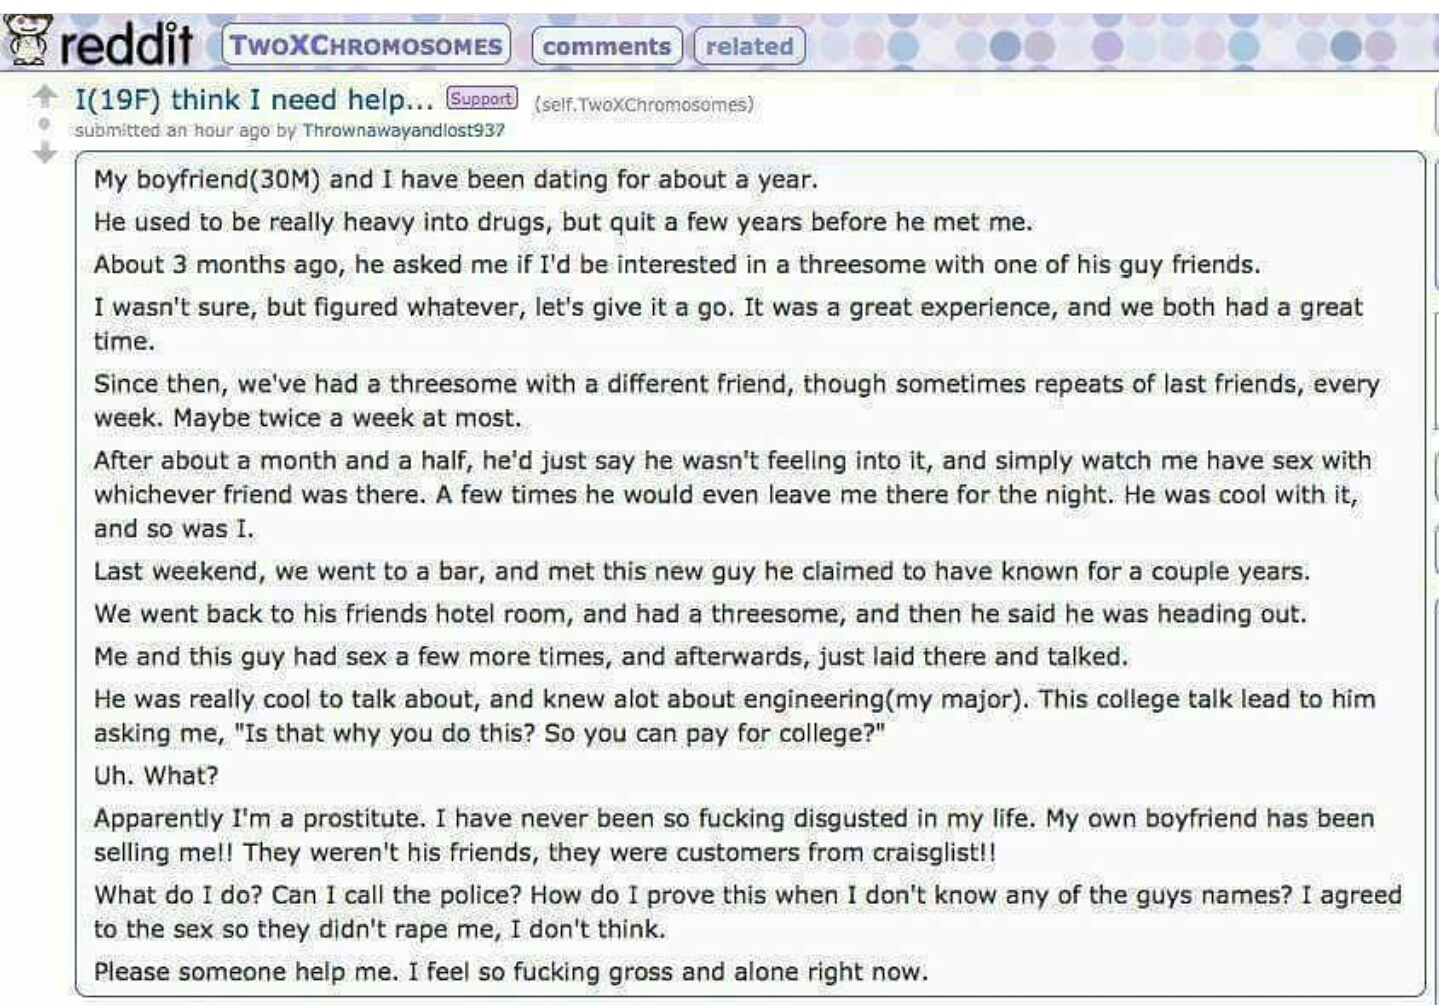 reddit TWOXCHROMOSOMES comments related
I(19F) think I need help... Support (self.TwoXChromosomes)
submitted an hour ago by Thrownawayandlost937
My boyfriend(30M) and I have been dating for about a year.
He used to be really heavy into drugs, but quit a few years before he met me.
About 3 months ago, he asked me if I'd be interested in a threesome with one of his guy friends.
I wasn't sure, but figured whatever, let's give it a go. It was a great experience, and we both had a great
time.
Since then, we've had a threesome with a different friend, though sometimes repeats of last friends, every
week. Maybe twice a week at most.
After about a month and a half, he'd just say he wasn't feeling into it, and simply watch me have sex with
whichever friend was there. A few times he would even leave me there for the night. He was cool with it,
and so was I.
Last weekend, we went to a bar, and met this new guy he claimed to have known for a couple years.
We went back to his friends hotel room, and had a threesome, and then he said he was heading out.
Me and this guy had sex a few more times, and afterwards, just laid there and talked.
He was really cool to talk about, and knew alot about engineering(my major). This college talk lead to him
asking me, "Is that why you do this? So you can pay for college?"
Uh. What?
Apparently I'm a prostitute. I have never been so fucking disgusted in my life. My own boyfriend has been
selling me!! They weren't his friends, they were customers from craisglist!!
What do I do? Can I call the police? How do I prove this when I don't know any of the guys names? I agreed
to the sex so they didn't rape me, I don't think.
Please someone help me. I feel so fucking gross and alone right now.